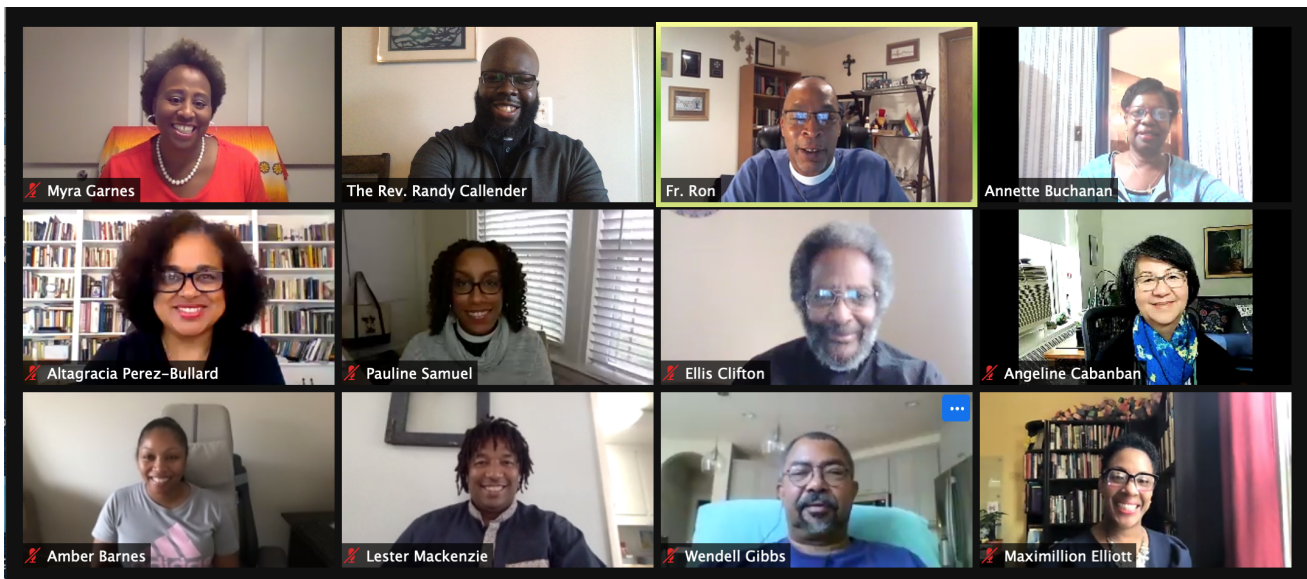 Myra Garnes
The Rev. Randy Callender
Fr. Ron
Annette Buchanan
Altagracia Perez-Bullard
Pauline Samuel
Ellis Clifton
Angeline Cabanban
Amber Barnes
Lester Mackenzie
Wendell Gibbs
Maximillion Elliott